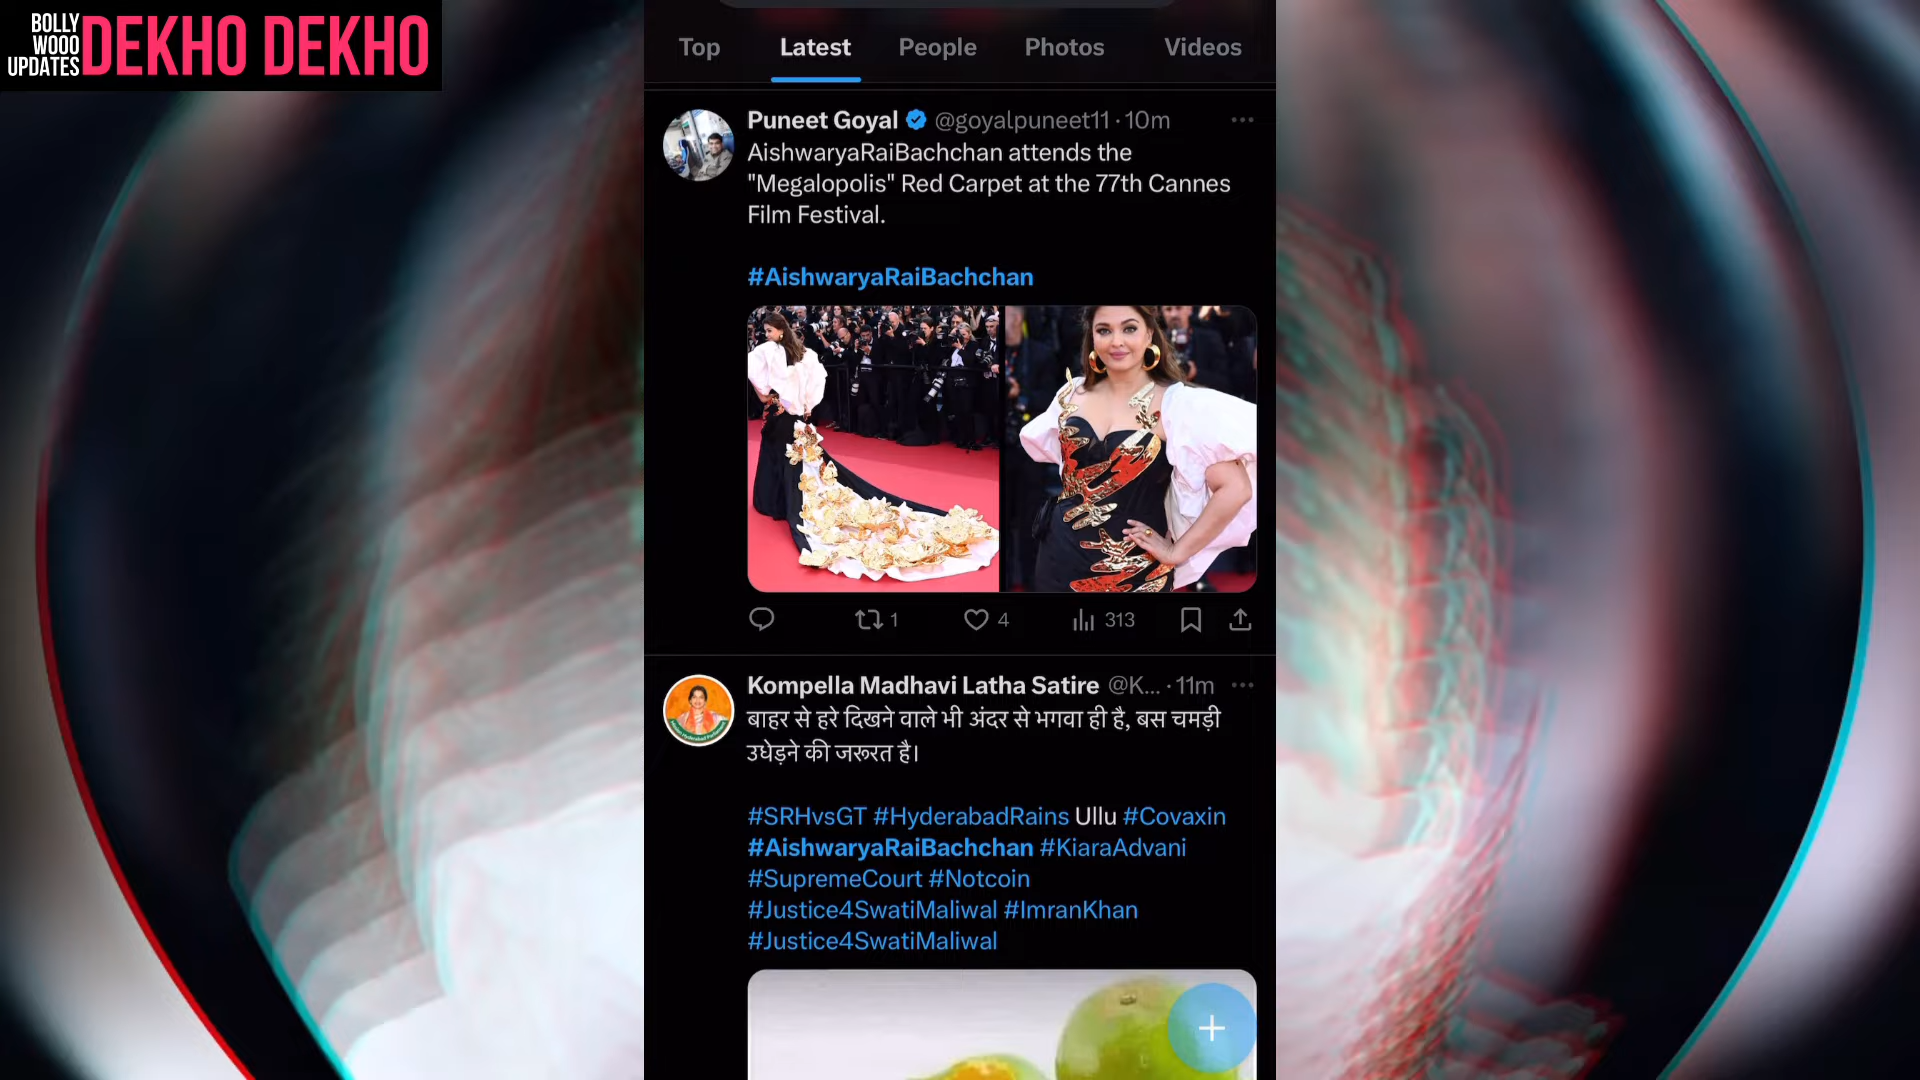 BOLLY
WOOD
UPDATES
DEKHO DEKHO
Top Latest People Photos Videos
Puneet Goyal @goyalpuneet11 · 10m
AishwaryaRaiBachchan attends the
"Megalopolis" Red Carpet at the 77th Cannes
Film Festival.
#AishwaryaRaiBachchan
1 4 313
Kompella Madhavi Latha Satire @K... · 11m
बाहर से हरे दिखने वाले भी अंदर से भगवा ही है, बस चमड़ी
उधेड़ने की जरूरत है।
#SRHvsGT #HyderabadRains Ullu #Covaxin
#AishwaryaRaiBachchan #KiaraAdvani
#SupremeCourt #Notcoin
#Justice4SwatiMaliwal #ImranKhan
#Justice4SwatiMaliwal